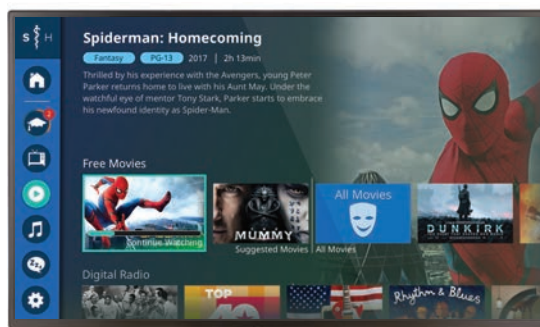 S H
Spiderman: Homecoming
Fantasy PG-13 2017 | 2h 13min
Thrilled by his experience with the Avengers, young Peter
Parker returns home to live with his Aunt May. Under the
watchful eye of mentor Tony Stark, Parker starts to embrace
his newfound identity as Spider-Man.
2
Free Movies
Continue Watching
THE
MUMMY
All Movies
DUNKIRK
Suggested Movies | All Movies
Digital Radio
TOP
40
Rhythm & Blues
zzz